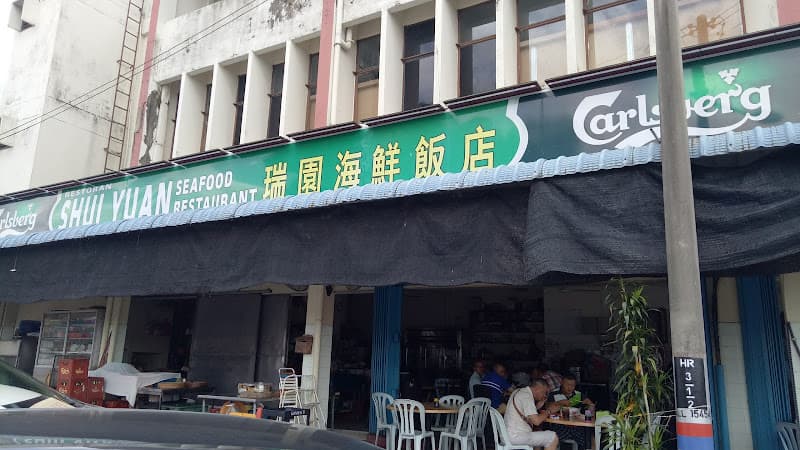 Carlsberg
RESTORAN
SHUI YUAN
SEAFOOD
RESTAURANT
瑞園海鮮飯店
Carlsberg
HR
3
1
2